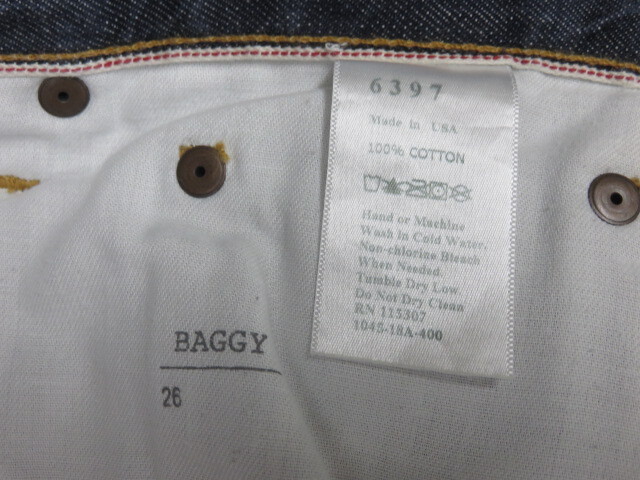 6397
Made in USA
100% COTTON
Hand or Machine
Wash in Cold Water.
Non-chlorine Bleach
When Needed.
Tumble Dry Low.
Do Not Dry Clean
RN 115307
1045-18A-400
BAGGY
26